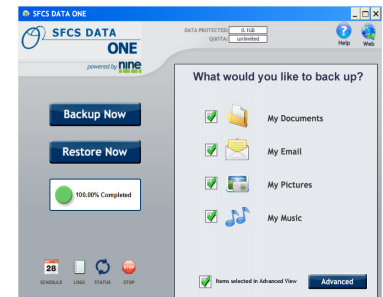 SFCS DATA ONE
SFCS DATA
ONE
powered by nine
DATA PROTECTED: 0.1GB
QUOTA: unlimited
Help
Web
What would you like to back up?
Backup Now
Restore Now
100.00% Completed
My Documents
My Email
My Pictures
My Music
28
SCHEDULE
LOGS
STATUS
STOP
Items selected in Advanced View
Advanced